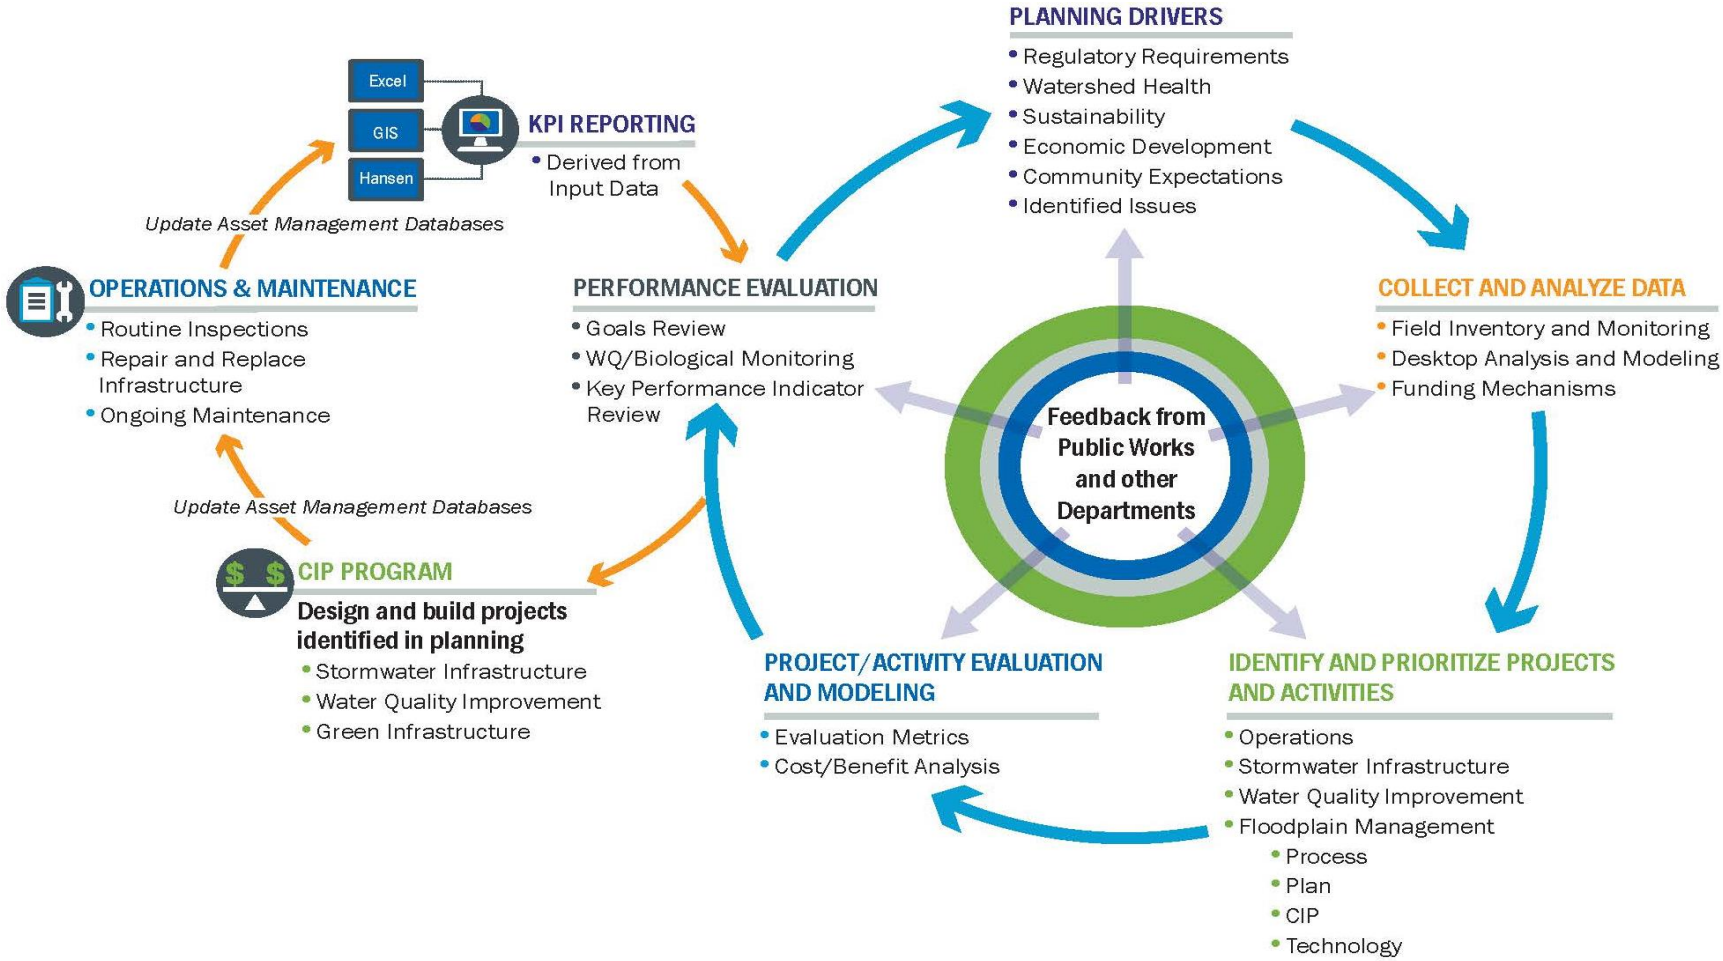 PLANNING DRIVERS
• Regulatory Requirements
• Watershed Health
• Sustainability
• Economic Development
• Community Expectations
• Identified Issues
Excel
GIS
Hansen
KPI REPORTING
• Derived from
Input Data
Update Asset Management Databases
OPERATIONS & MAINTENANCE
• Routine Inspections
• Repair and Replace
Infrastructure
• Ongoing Maintenance
PERFORMANCE EVALUATION
• Goals Review
• WQ/Biological Monitoring
• Key Performance Indicator
Review
COLLECT AND ANALYZE DATA
• Field Inventory and Monitoring
• Desktop Analysis and Modeling
• Funding Mechanisms
Feedback from
Public Works
and other
Departments
Update Asset Management Databases
$ $
CIP PROGRAM
Design and build projects
identified in planning
• Stormwater Infrastructure
• Water Quality Improvement
• Green Infrastructure
PROJECT/ACTIVITY EVALUATION
AND MODELING
• Evaluation Metrics
• Cost/Benefit Analysis
IDENTIFY AND PRIORITIZE PROJECTS
AND ACTIVITIES
• Operations
• Stormwater Infrastructure
• Water Quality Improvement
• Floodplain Management
• Process
• Plan
• CIP
• Technology